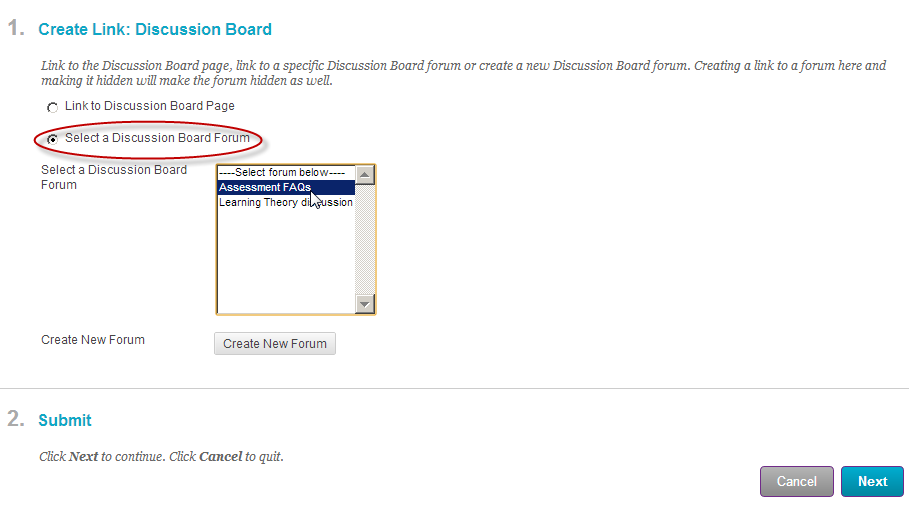 1. Create Link: Discussion Board
Link to the Discussion Board page, link to a specific Discussion Board forum or create a new Discussion Board forum. Creating a link to a forum here and
making it hidden will make the forum hidden as well.
Link to Discussion Board Page
Select a Discussion Board Forum
Select a Discussion Board
Forum
----Select forum below----
Assessment FAQs
Learning Theory discussion
Create New Forum
Create New Forum
2. Submit
Click Next to continue. Click Cancel to quit.
Cancel
Next